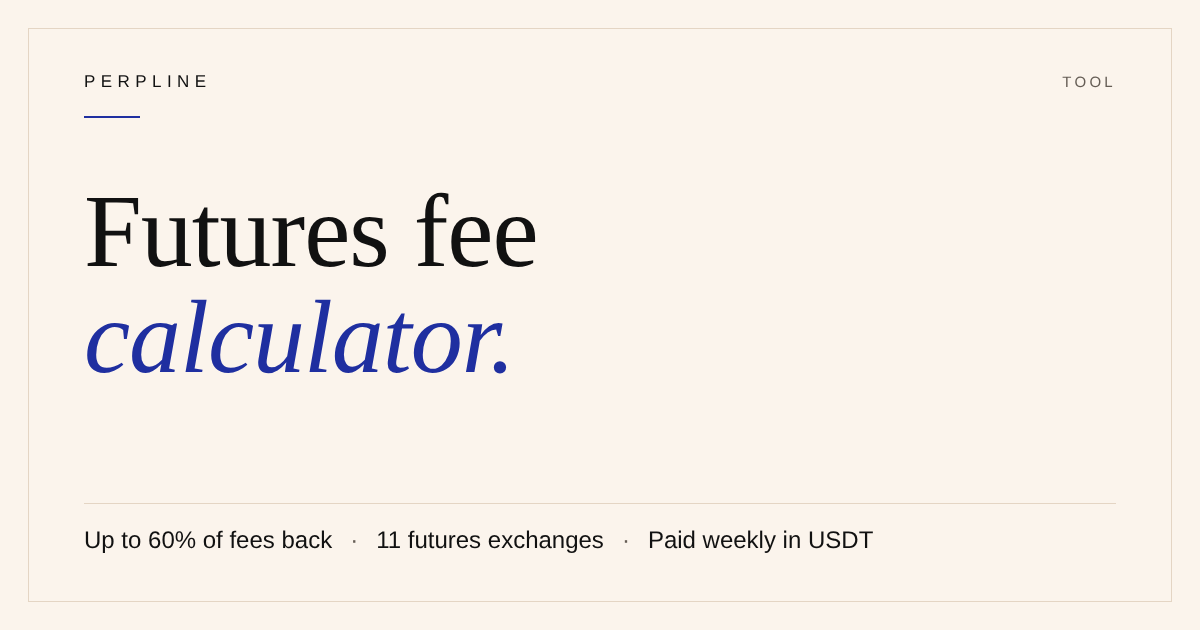 PERPLINE
TOOL
Futures fee
calculator.
Up to 60% of fees back · 11 futures exchanges · Paid weekly in USDT